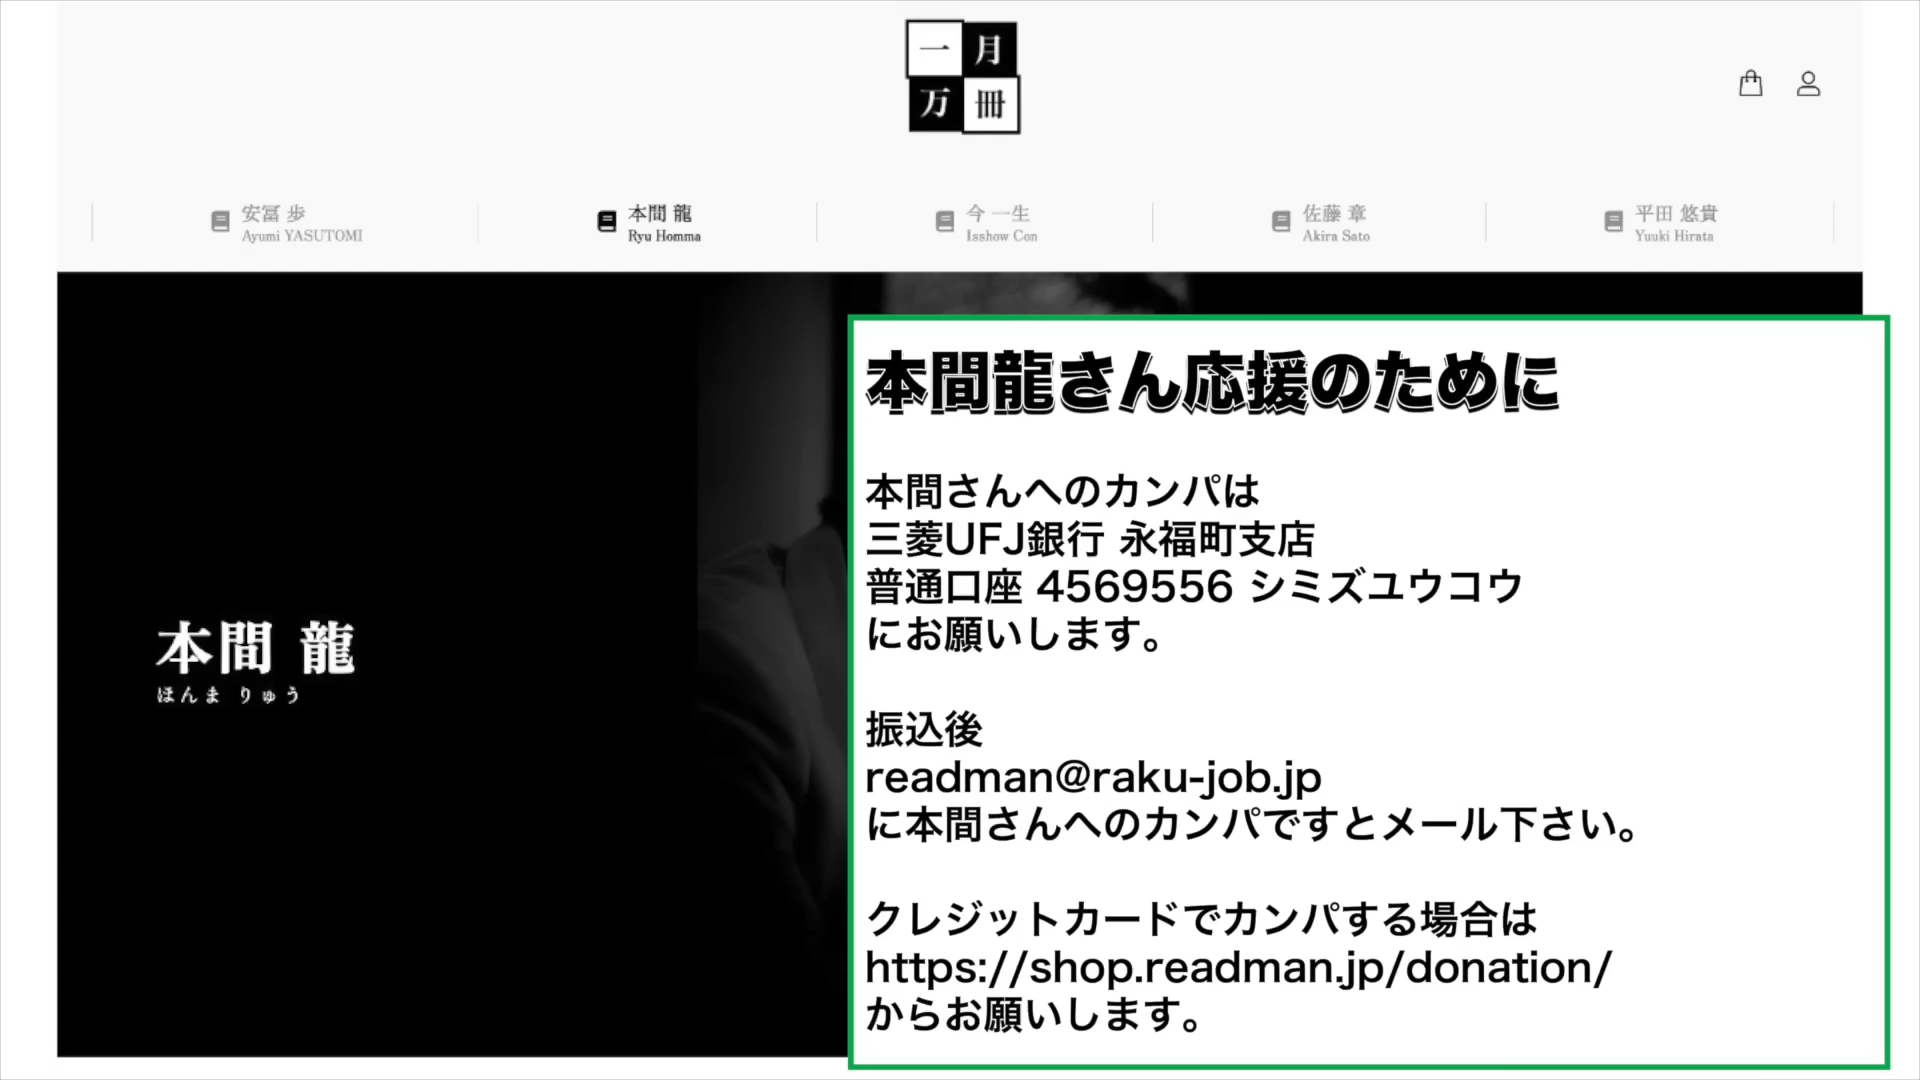 一月
万冊
安冨 歩
Ayumi YASUTOMI
本間 龍
Ryu Homma
今 一生
Isshow Con
佐藤 章
Akira Sato
平田 悠貴
Yuuki Hirata
本間 龍
ほんま りゅう
本間龍さん応援のために
本間さんへのカンパは
三菱UFJ銀行 永福町支店
普通口座 4569556 シミズユウコウ
にお願いします。
振込後
readman@raku-job.jp
に本間さんへのカンパですとメール下さい。
クレジットカードでカンパする場合は
https://shop.readman.jp/donation/
からお願いします。